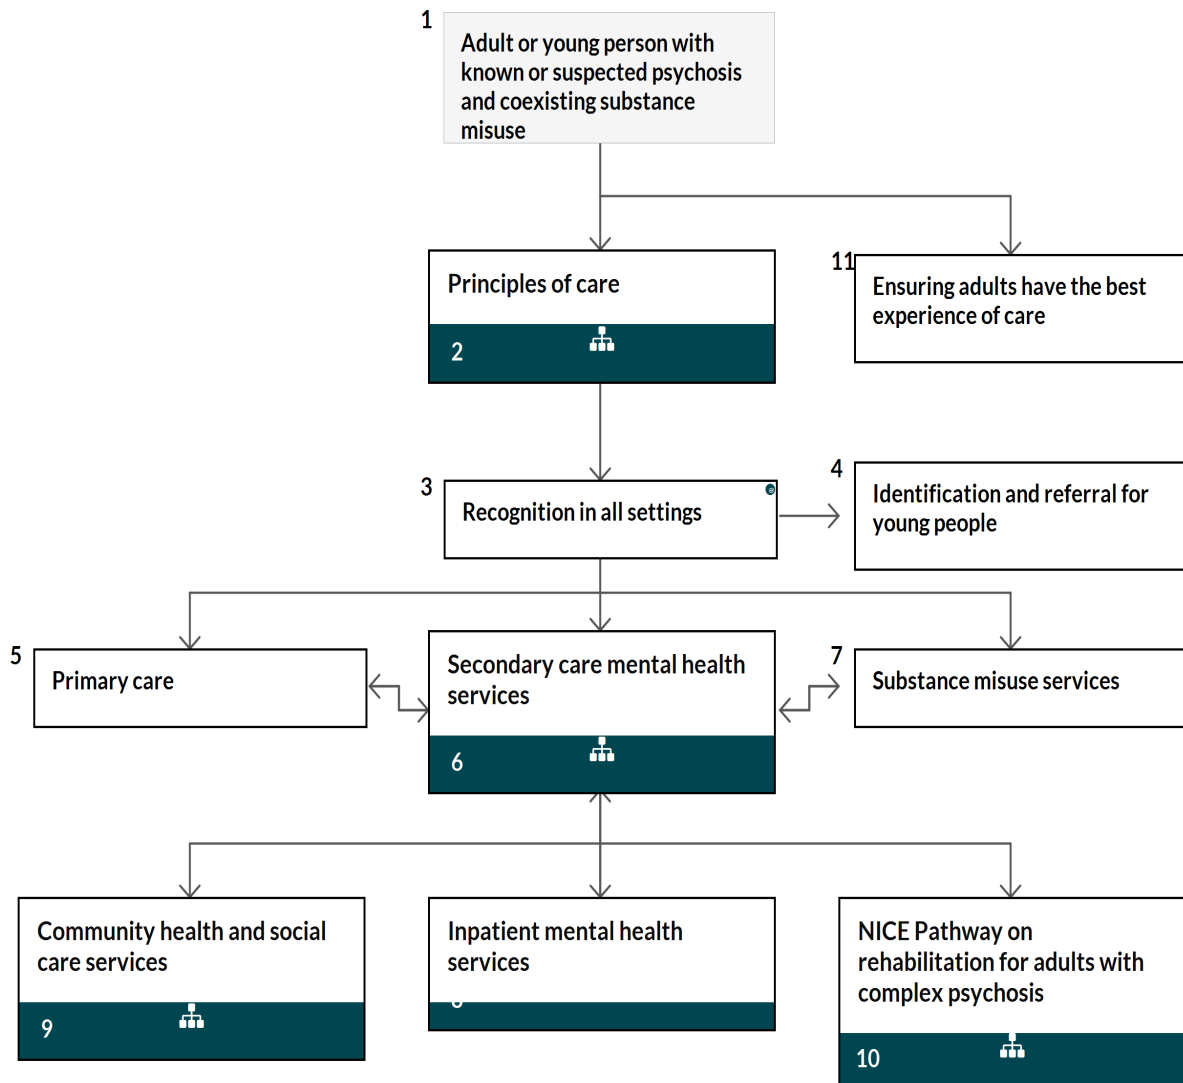 1
Adult or young person with
known or suspected psychosis
and coexisting substance
misuse
Principles of care
2
11
Ensuring adults have the best
experience of care
3
Recognition in all settings
4
Identification and referral for
young people
5
Primary care
Secondary care mental health
services
6
7
Substance misuse services
Community health and social
care services
9
Inpatient mental health
services
NICE Pathway on
rehabilitation for adults with
complex psychosis
10